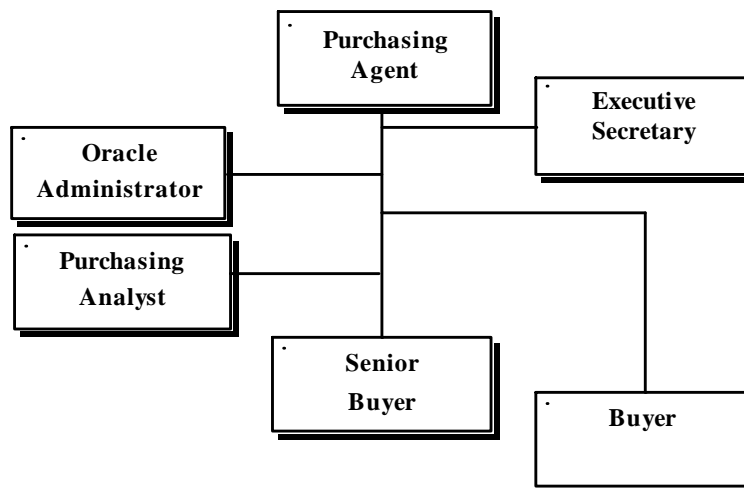 Purchasing
Agent
Executive
Secretary
Oracle
Administrator
Purchasing
Analyst
Senior
Buyer
Buyer